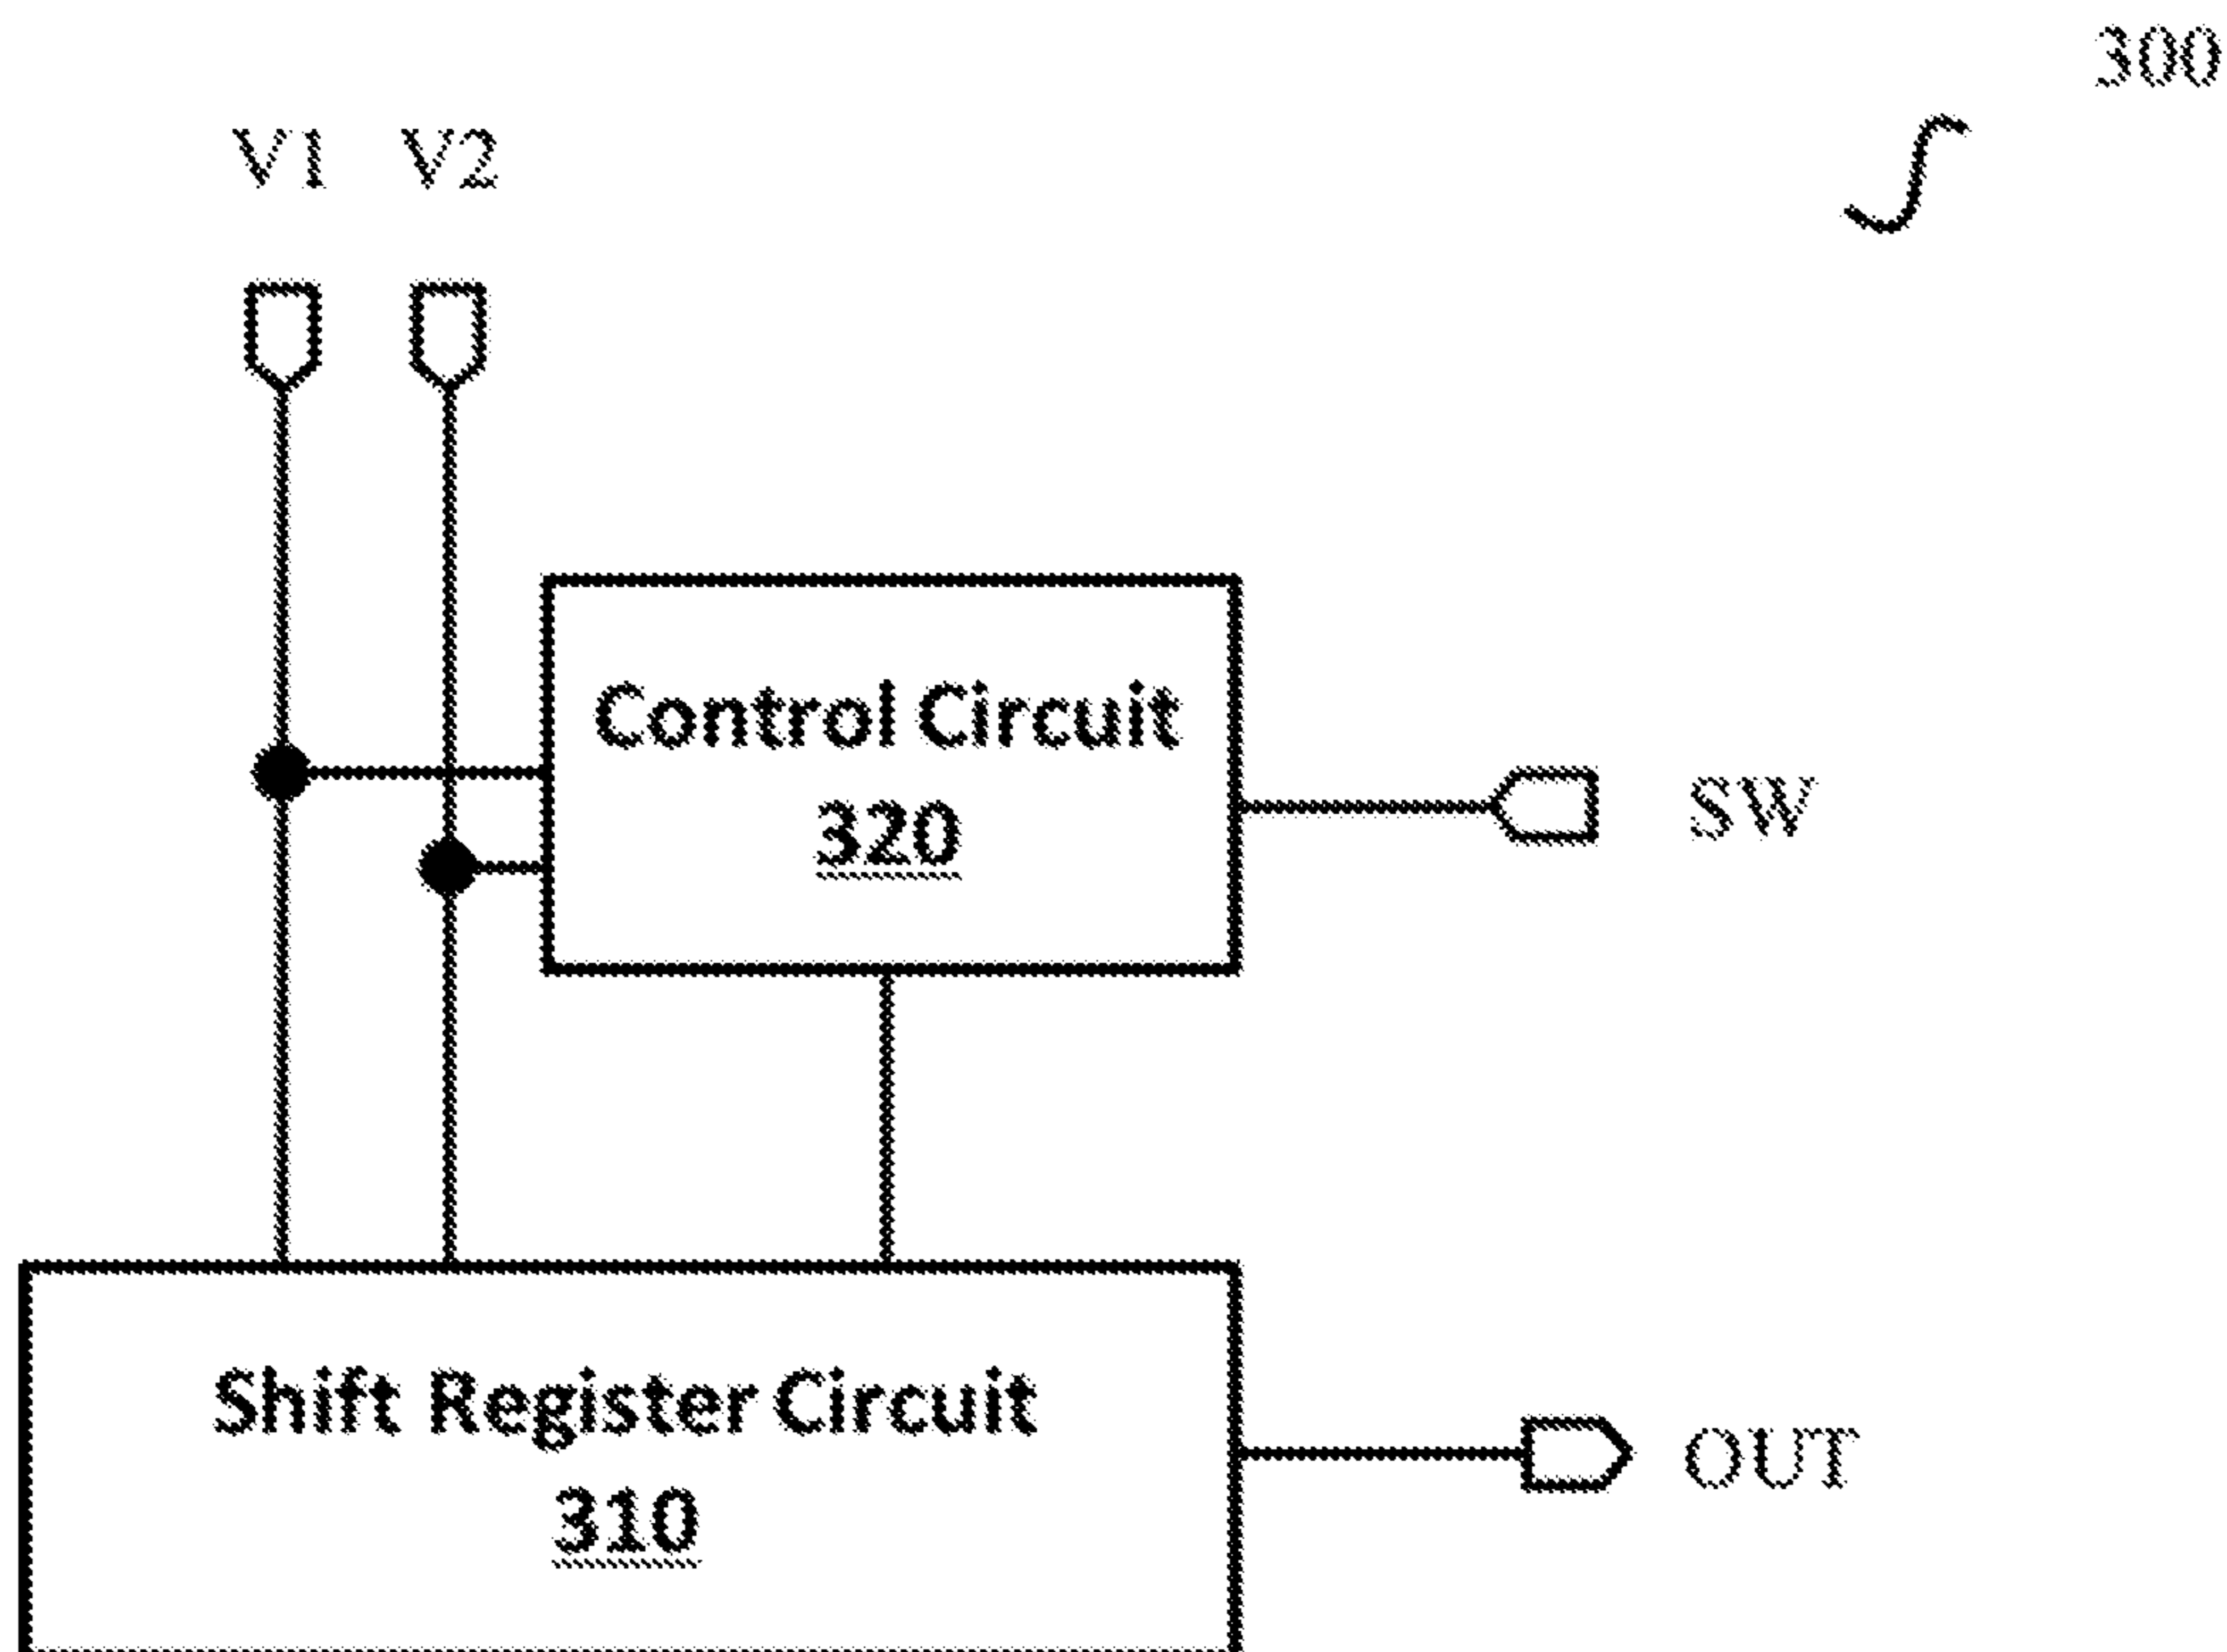 300
V1 V2
Control Circuit
320
SW
Shift Register Circuit
310
OUT